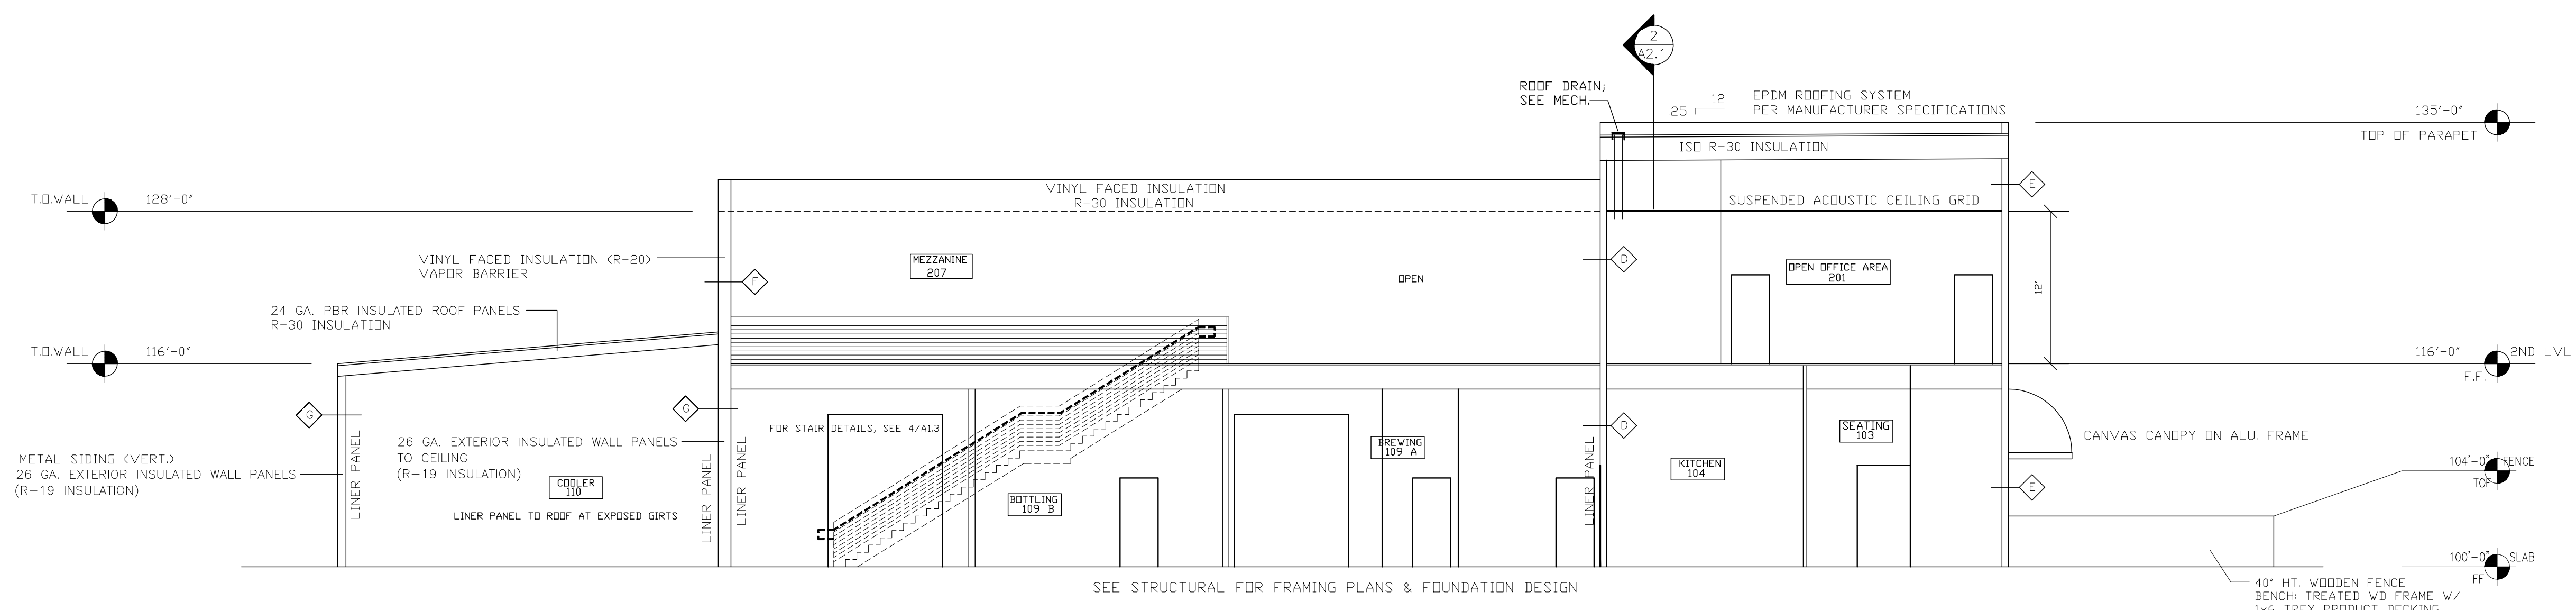 2
A2.1
ROOF DRAIN;
SEE MECH.
12
.25
EPDM ROOFING SYSTEM
PER MANUFACTURER SPECIFICATIONS
135'-0"
TOP OF PARAPET
ISO R-30 INSULATION
E
T.O.WALL
128'-0"
VINYL FACED INSULATION
R-30 INSULATION
SUSPENDED ACOUSTIC CEILING GRID
VINYL FACED INSULATION (R-20)
VAPOR BARRIER
MEZZANINE
207
OPEN
D
OPEN OFFICE AREA
201
12'
F
24 GA. PBR INSULATED ROOF PANELS
R-30 INSULATION
T.O.WALL
116'-0"
116'-0"
2ND LVL
F.F.
G
G
FOR STAIR DETAILS, SEE 4/A1.3
D
SEATING
103
CANVAS CANOPY ON ALU. FRAME
METAL SIDING (VERT.)
26 GA. EXTERIOR INSULATED WALL PANELS
(R-19 INSULATION)
LINER PANEL
26 GA. EXTERIOR INSULATED WALL PANELS
TO CEILING
(R-19 INSULATION)
LINER PANEL
LINER PANEL
BREWING
109 A
LINER PANEL
KITCHEN
104
104'-0"
FENCE
TOF
COOLER
110
E
BOTTLING
109 B
LINER PANEL TO ROOF AT EXPOSED GIRTS
100'-0"
SLAB
FF
SEE STRUCTURAL FOR FRAMING PLANS & FOUNDATION DESIGN
40" HT. WOODEN FENCE
BENCH: TREATED WD FRAME W/
1x6 TREX PRODUCT DECKING